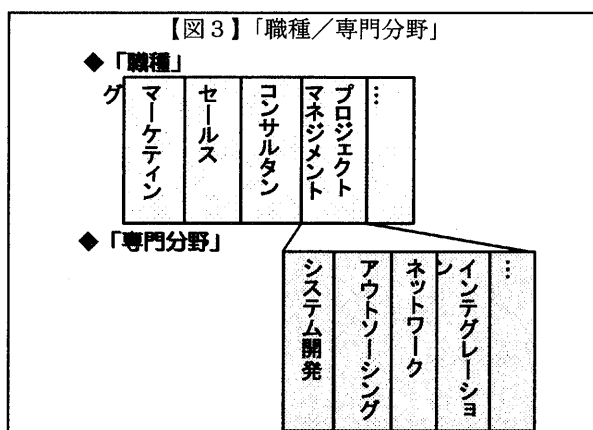 【図3】「職種／専門分野」
◆「職種」
マーケティン
グ
セールス
コンサルタン
プロジェクト
マネジメント
…
◆「専門分野」
システム開発
アウトソーシング
ネットワーク
インテグレーショ
ン
…